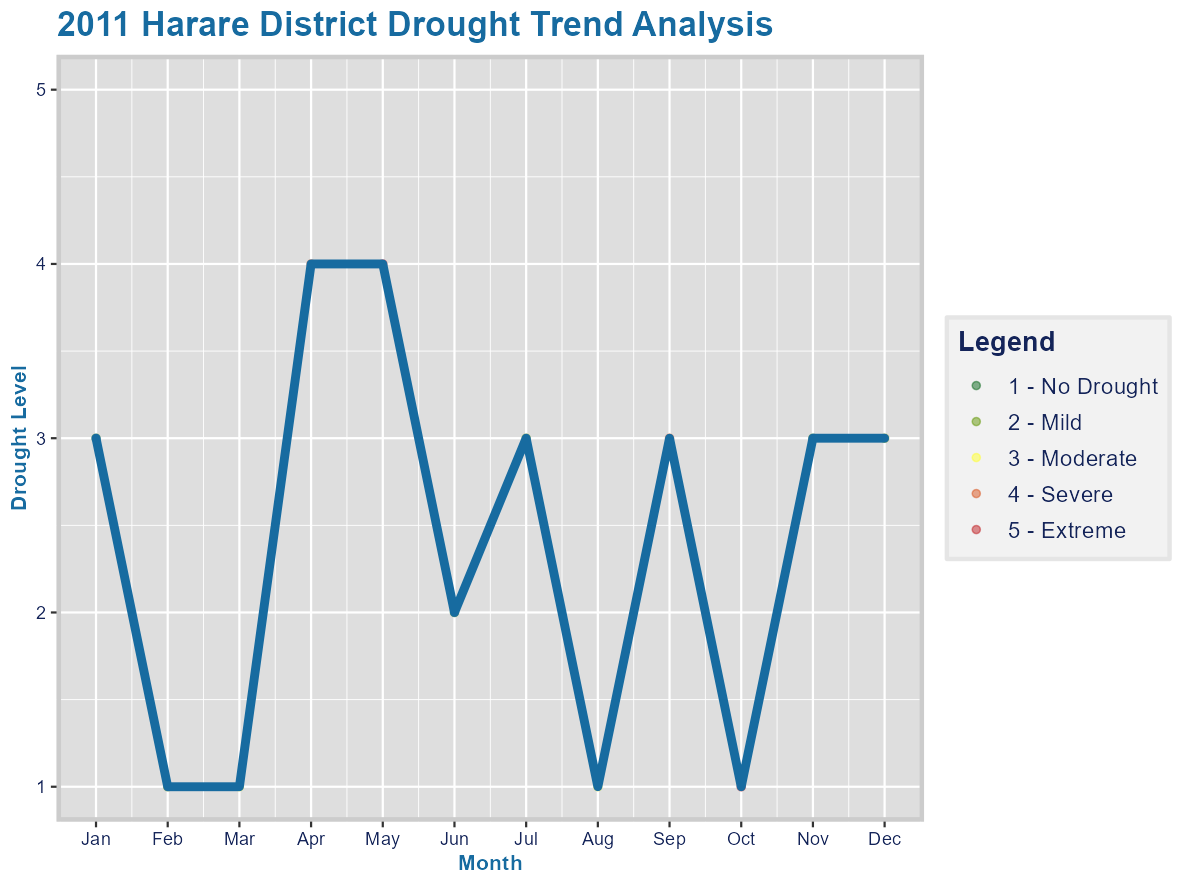 2011 Harare District Drought Trend Analysis
5
4
3
2
1
Drought Level
Jan Feb Mar Apr May Jun Jul Aug Sep Oct Nov Dec
Month
Legend
1 - No Drought
2 - Mild
3 - Moderate
4 - Severe
5 - Extreme